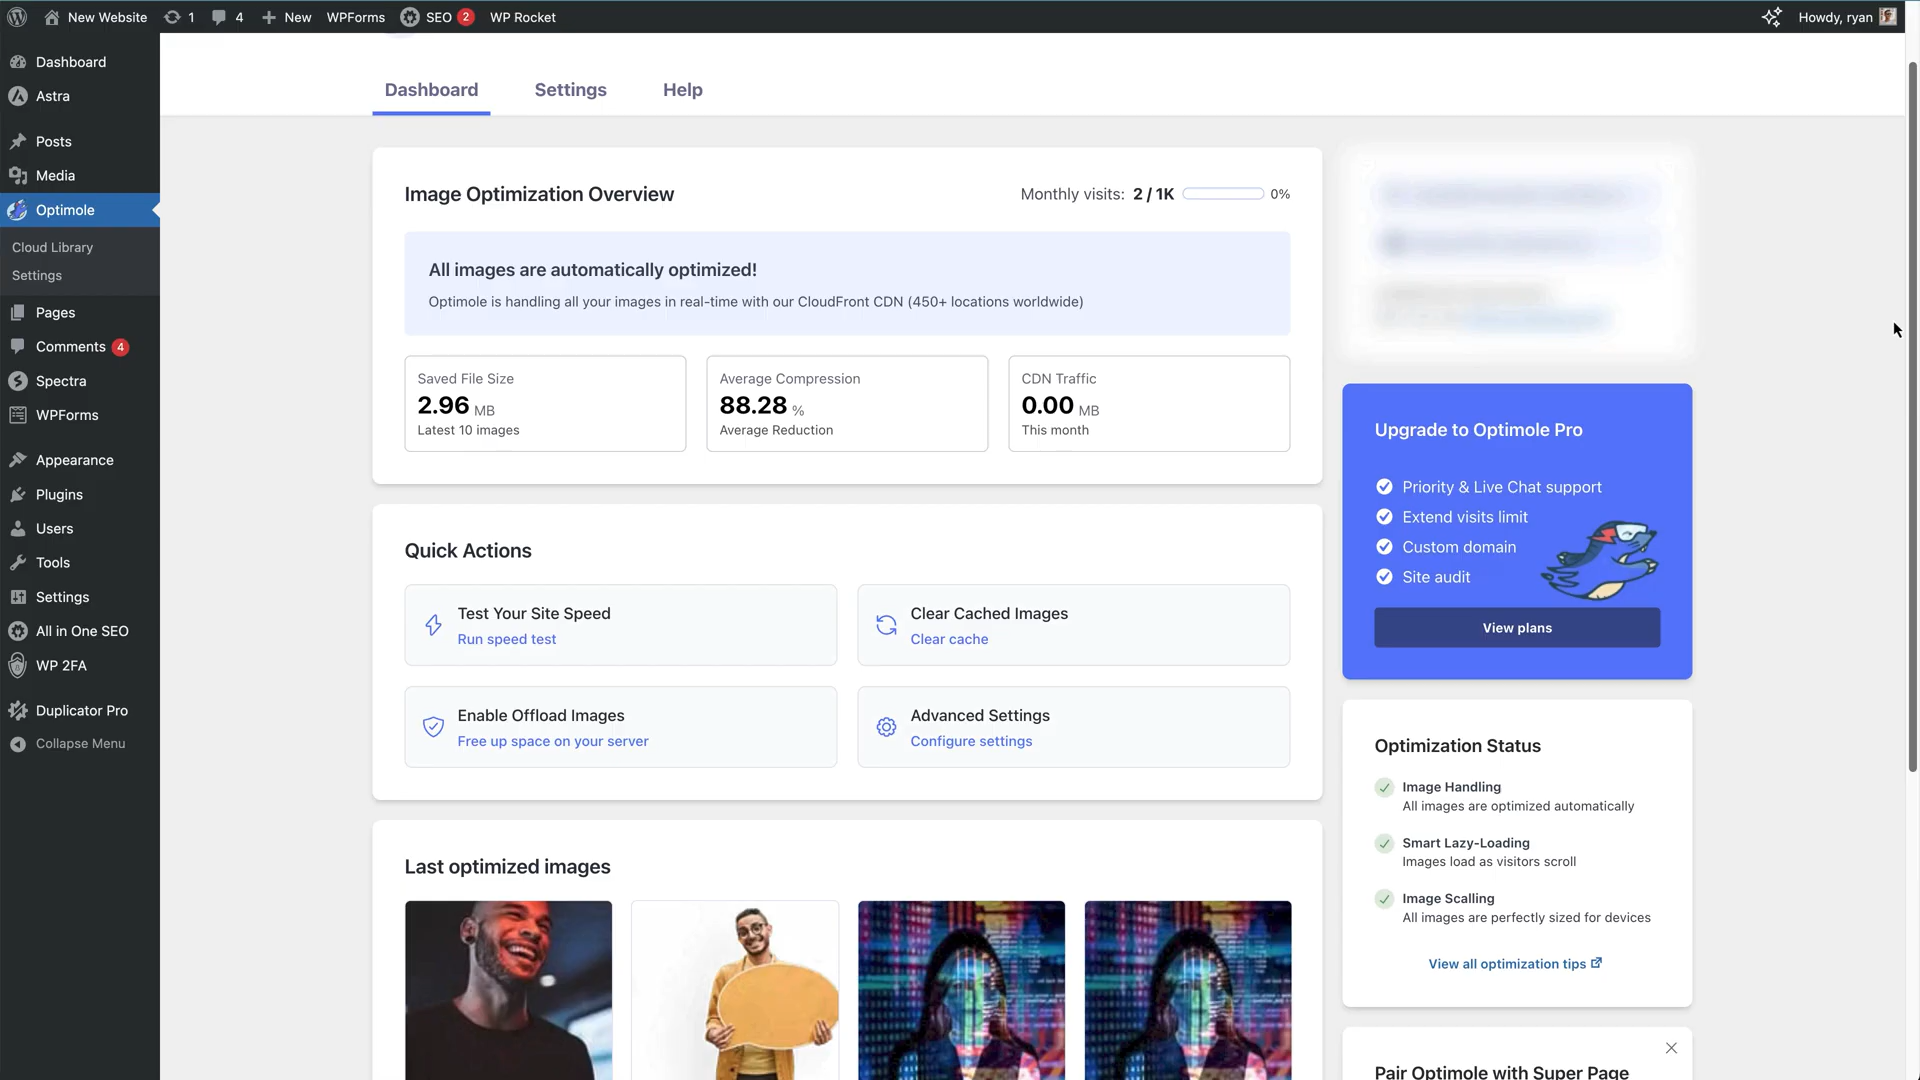 New Website
1
4
New
WPForms
SEO
2
WP Rocket
Howdy, ryan
Dashboard
Astra
Posts
Media
Optimole
Cloud Library
Settings
Pages
Comments 4
Spectra
WPForms
Appearance
Plugins
Users
Tools
Settings
All in One SEO
WP 2FA
Duplicator Pro
Collapse Menu
Dashboard
Settings
Help
Image Optimization Overview
Monthly visits: 2 / 1K
0%
All images are automatically optimized!
Optimole is handling all your images in real-time with our CloudFront CDN (450+ locations worldwide)
Saved File Size
2.96 MB
Latest 10 images
Average Compression
88.28 %
Average Reduction
CDN Traffic
0.00 MB
This month
Quick Actions
Test Your Site Speed
Run speed test
Clear Cached Images
Clear cache
Enable Offload Images
Free up space on your server
Advanced Settings
Configure settings
Last optimized images
Upgrade to Optimole Pro
Priority & Live Chat support
Extend visits limit
Custom domain
Site audit
View plans
Optimization Status
Image Handling
All images are optimized automatically
Smart Lazy-Loading
Images load as visitors scroll
Image Scalling
All images are perfectly sized for devices
View all optimization tips
Pair Optimole with Super Page